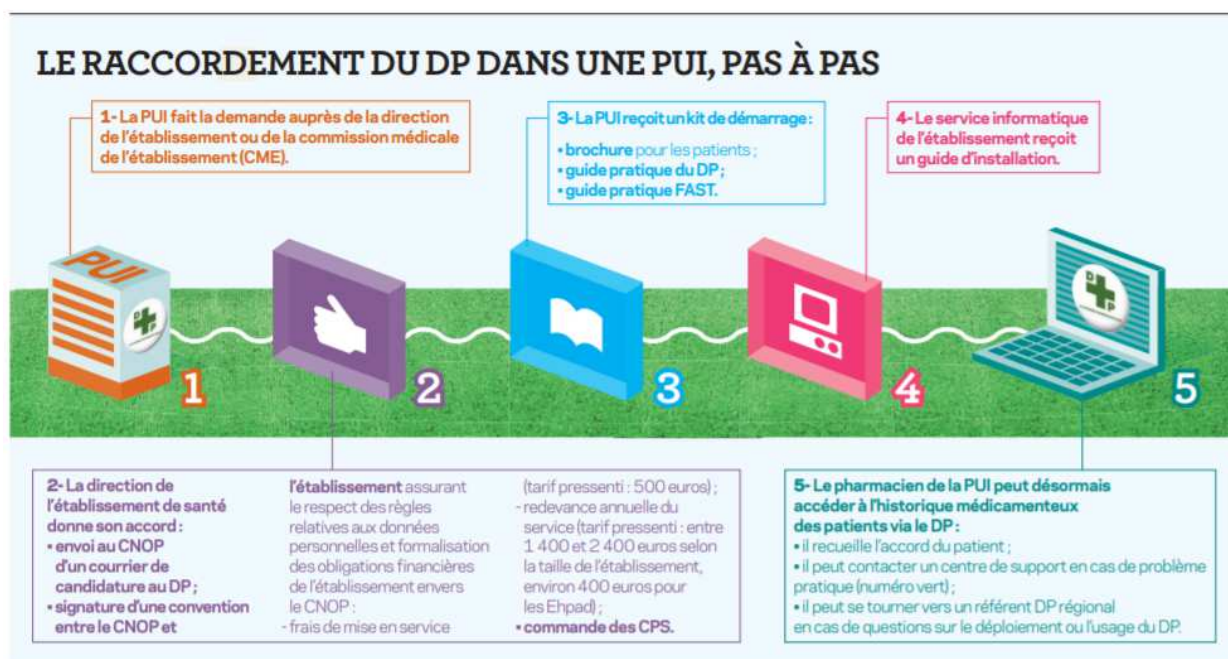 LE RACCORDEMENT DU DP DANS UNE PUI, PAS À PAS
1- La PUI fait la demande auprès de la direction
de l'établissement ou de la commission médicale
de l'établissement (CME).
3- La PUI reçoit un kit de démarrage :
• brochure pour les patients ;
• guide pratique du DP ;
• guide pratique FAST.
4- Le service informatique
de l'établissement reçoit
un guide d'installation.
PUI
D P
1
2
3
4
D P
5
2- La direction de
l'établissement de santé
donne son accord :
• envoi au CNOP
d'un courrier de
candidature au DP ;
• signature d'une convention
entre le CNOP et
l'établissement assurant
le respect des règles
relatives aux données
personnelles et formalisation
des obligations financières
de l'établissement envers
le CNOP :
- frais de mise en service
(tarif pressenti : 500 euros) ;
- redevance annuelle du
service (tarif pressenti : entre
1 400 et 2 400 euros selon
la taille de l'établissement,
environ 400 euros pour
les Ehpad) ;
• commande des CPS.
5- Le pharmacien de la PUI peut désormais
accéder à l'historique médicamenteux
des patients via le DP :
• il recueille l'accord du patient ;
• il peut contacter un centre de support en cas de problème
pratique (numéro vert) ;
• il peut se tourner vers un référent DP régional
en cas de questions sur le déploiement ou l'usage du DP.